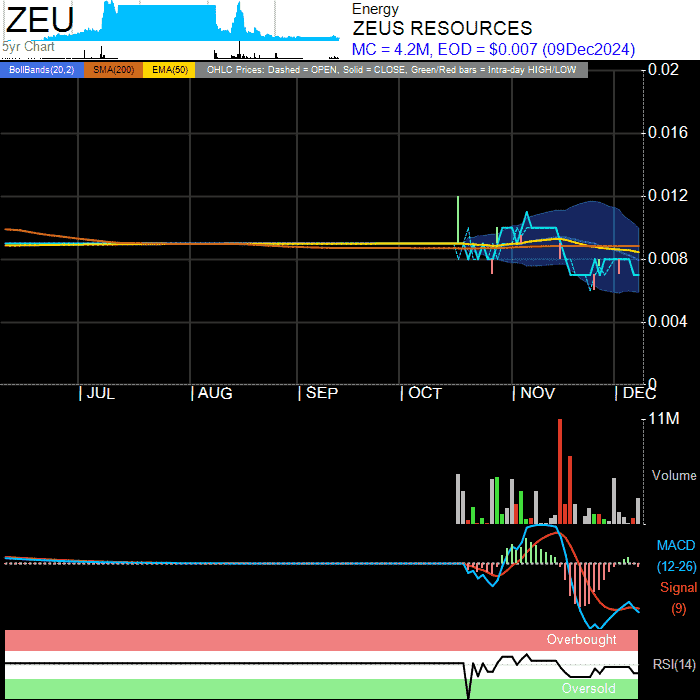 ZEU
5yr Chart
Energy
ZEUS RESOURCES
MC = 4.2M, EOD = $0.007 (09Dec2024)
BollBands(20,2) SMA(200) EMA(50) OHLC Prices: Dashed = OPEN, Solid = CLOSE, Green/Red bars = Intra-day HIGH/LOW
0.02
0.016
0.012
0.008
0.004
0
| JUL | AUG | SEP | OCT | NOV | DEC
11M
Volume
MACD
(12-26)
Signal
(9)
Overbought
RSI(14)
Oversold